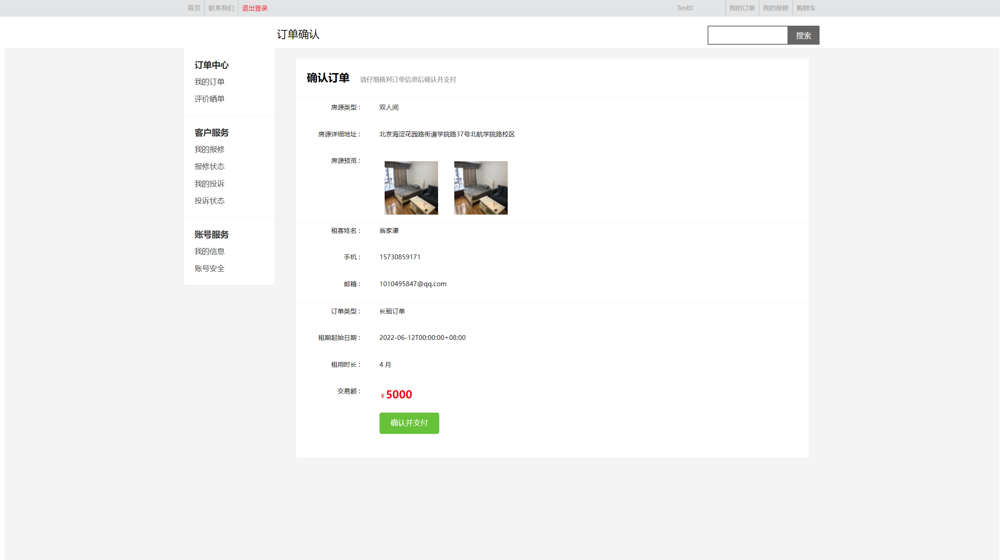 首页 联系我们 退出登录 Test0 我的订单 我的报修 购物车
订单确认 搜索
订单中心
我的订单
评价晒单
客户服务
我的报修
报修状态
我的投诉
投诉状态
账号服务
我的信息
账号安全
确认订单 请仔细核对订单信息后确认并支付
房源类型： 双人间
房源详细地址： 北京海淀花园路街道学院路37号北航学院路校区
房源预览：
租客姓名： 翁家濠
手机： 15730859171
邮箱： 1010495847@qq.com
订单类型： 长租订单
租期起始日期： 2022-06-12T00:00:00+08:00
租用时长： 4 月
交易额： ￥5000
确认并支付